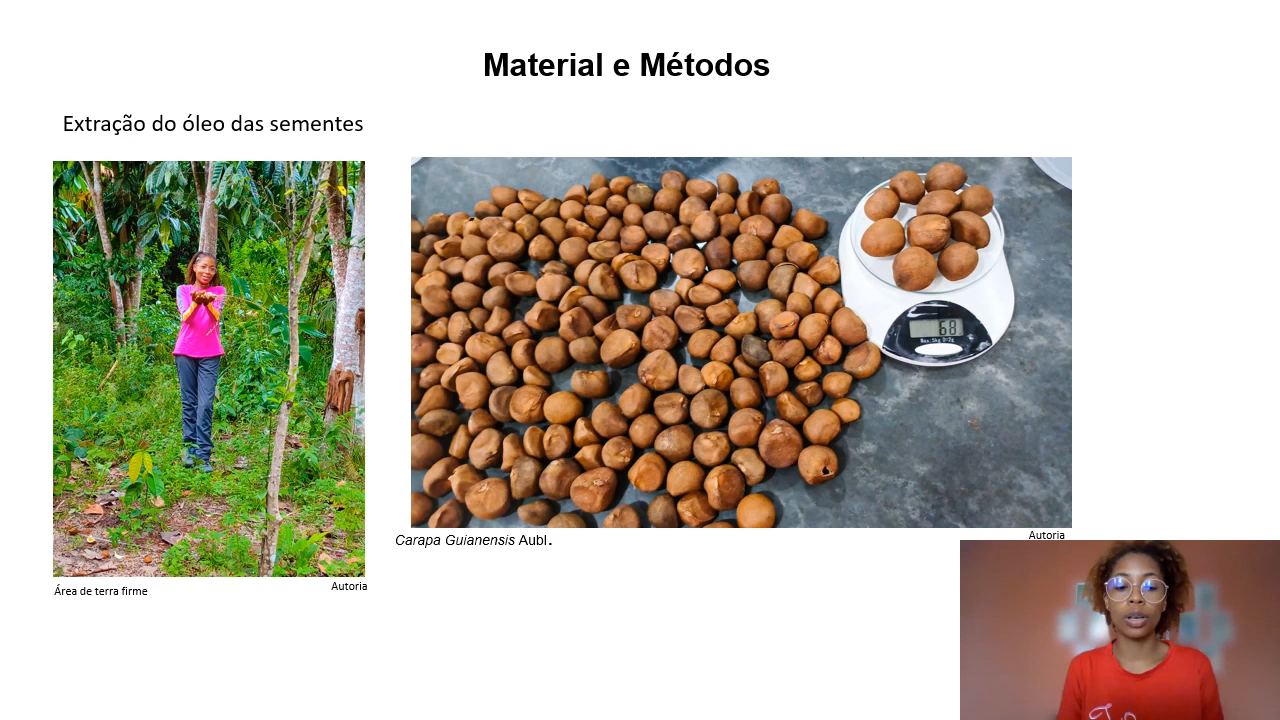 Material e Métodos
Extração do óleo das sementes
68
Carapa Guianensis Aubl.
Autoria
Autoria
Área de terra firme